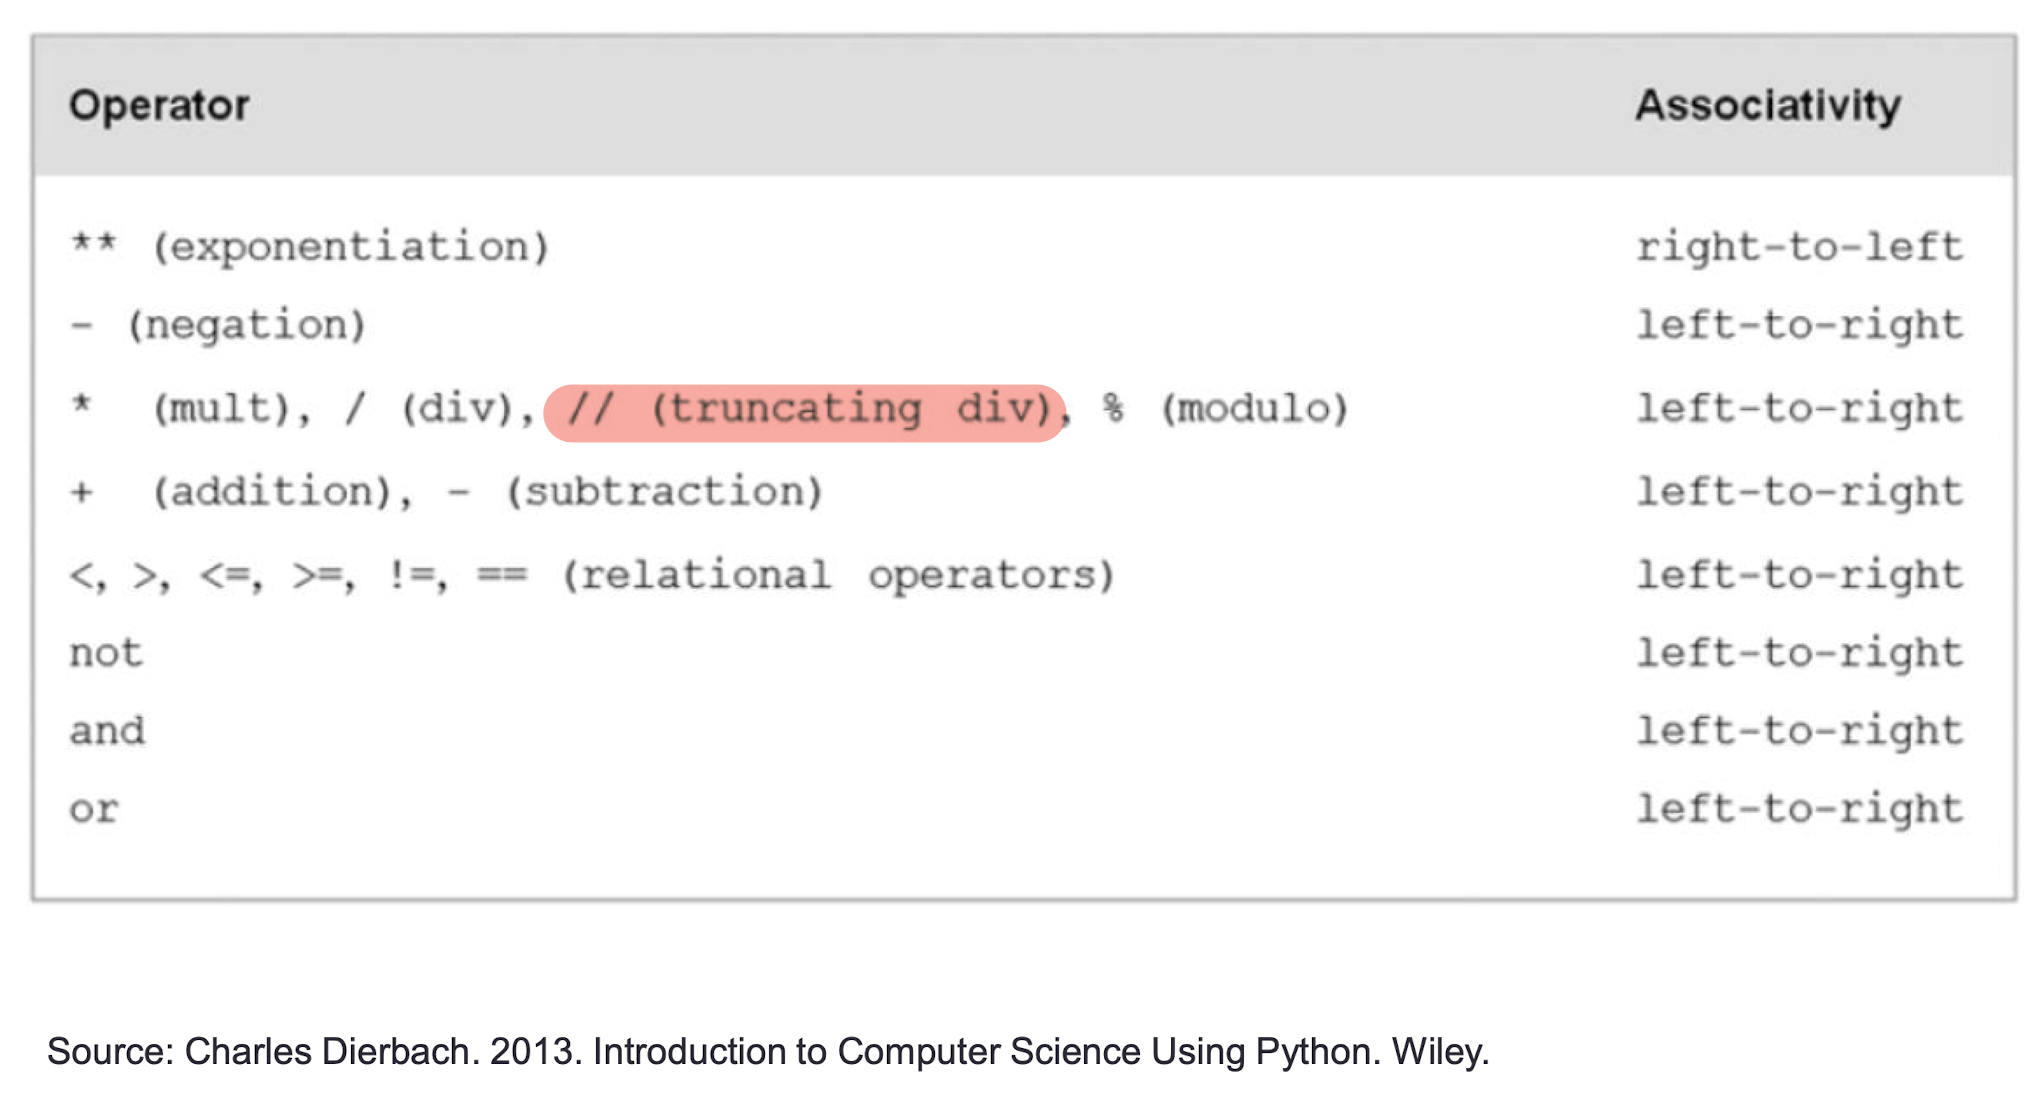 Operator Associativity
** (exponentiation) right-to-left
- (negation) left-to-right
* (mult), / (div), // (truncating div), % (modulo) left-to-right
+ (addition), - (subtraction) left-to-right
<, >, <=, >=, !=, == (relational operators) left-to-right
not left-to-right
and left-to-right
or left-to-right
Source: Charles Dierbach. 2013. Introduction to Computer Science Using Python. Wiley.